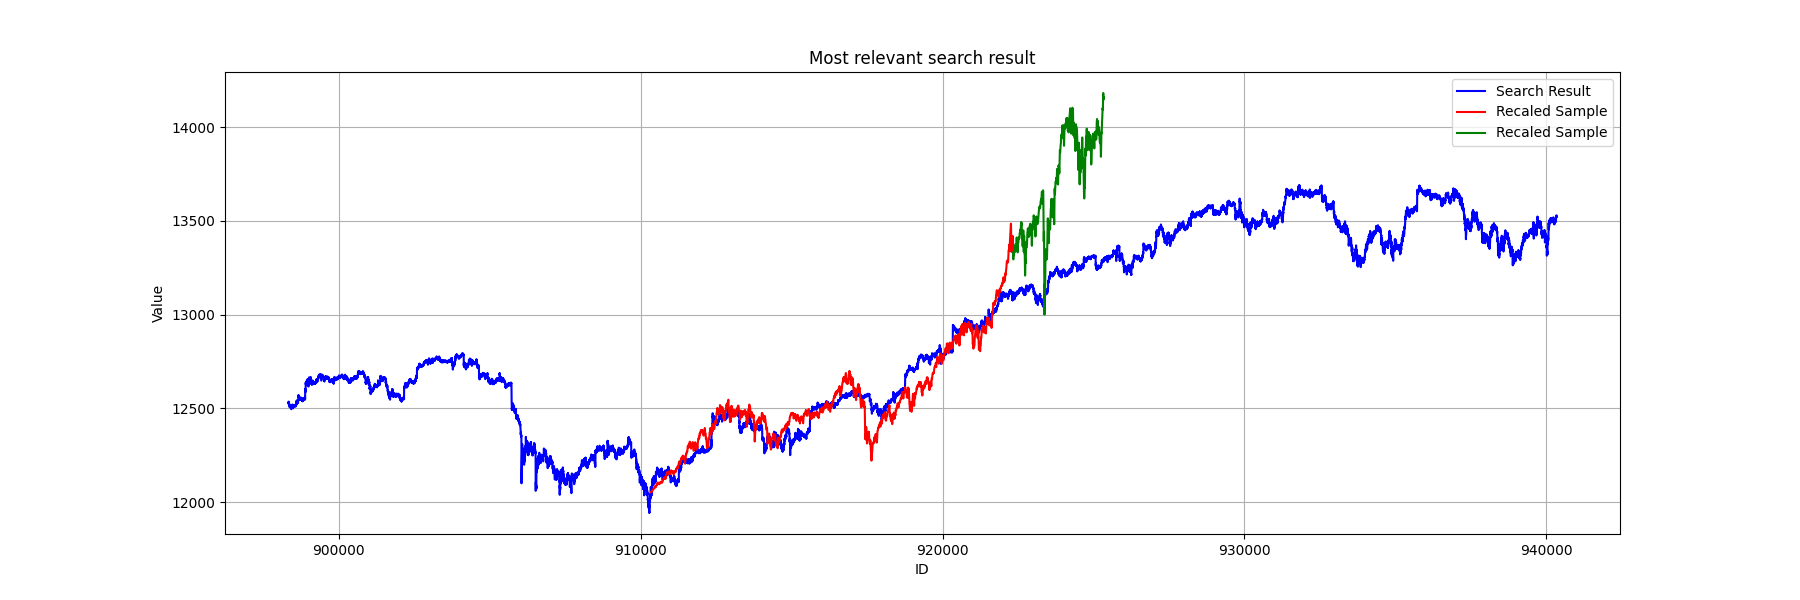 Most relevant search result
Search Result
Recaled Sample
Recaled Sample
14000
13500
13000
12500
12000
Value
900000
910000
920000
930000
940000
ID